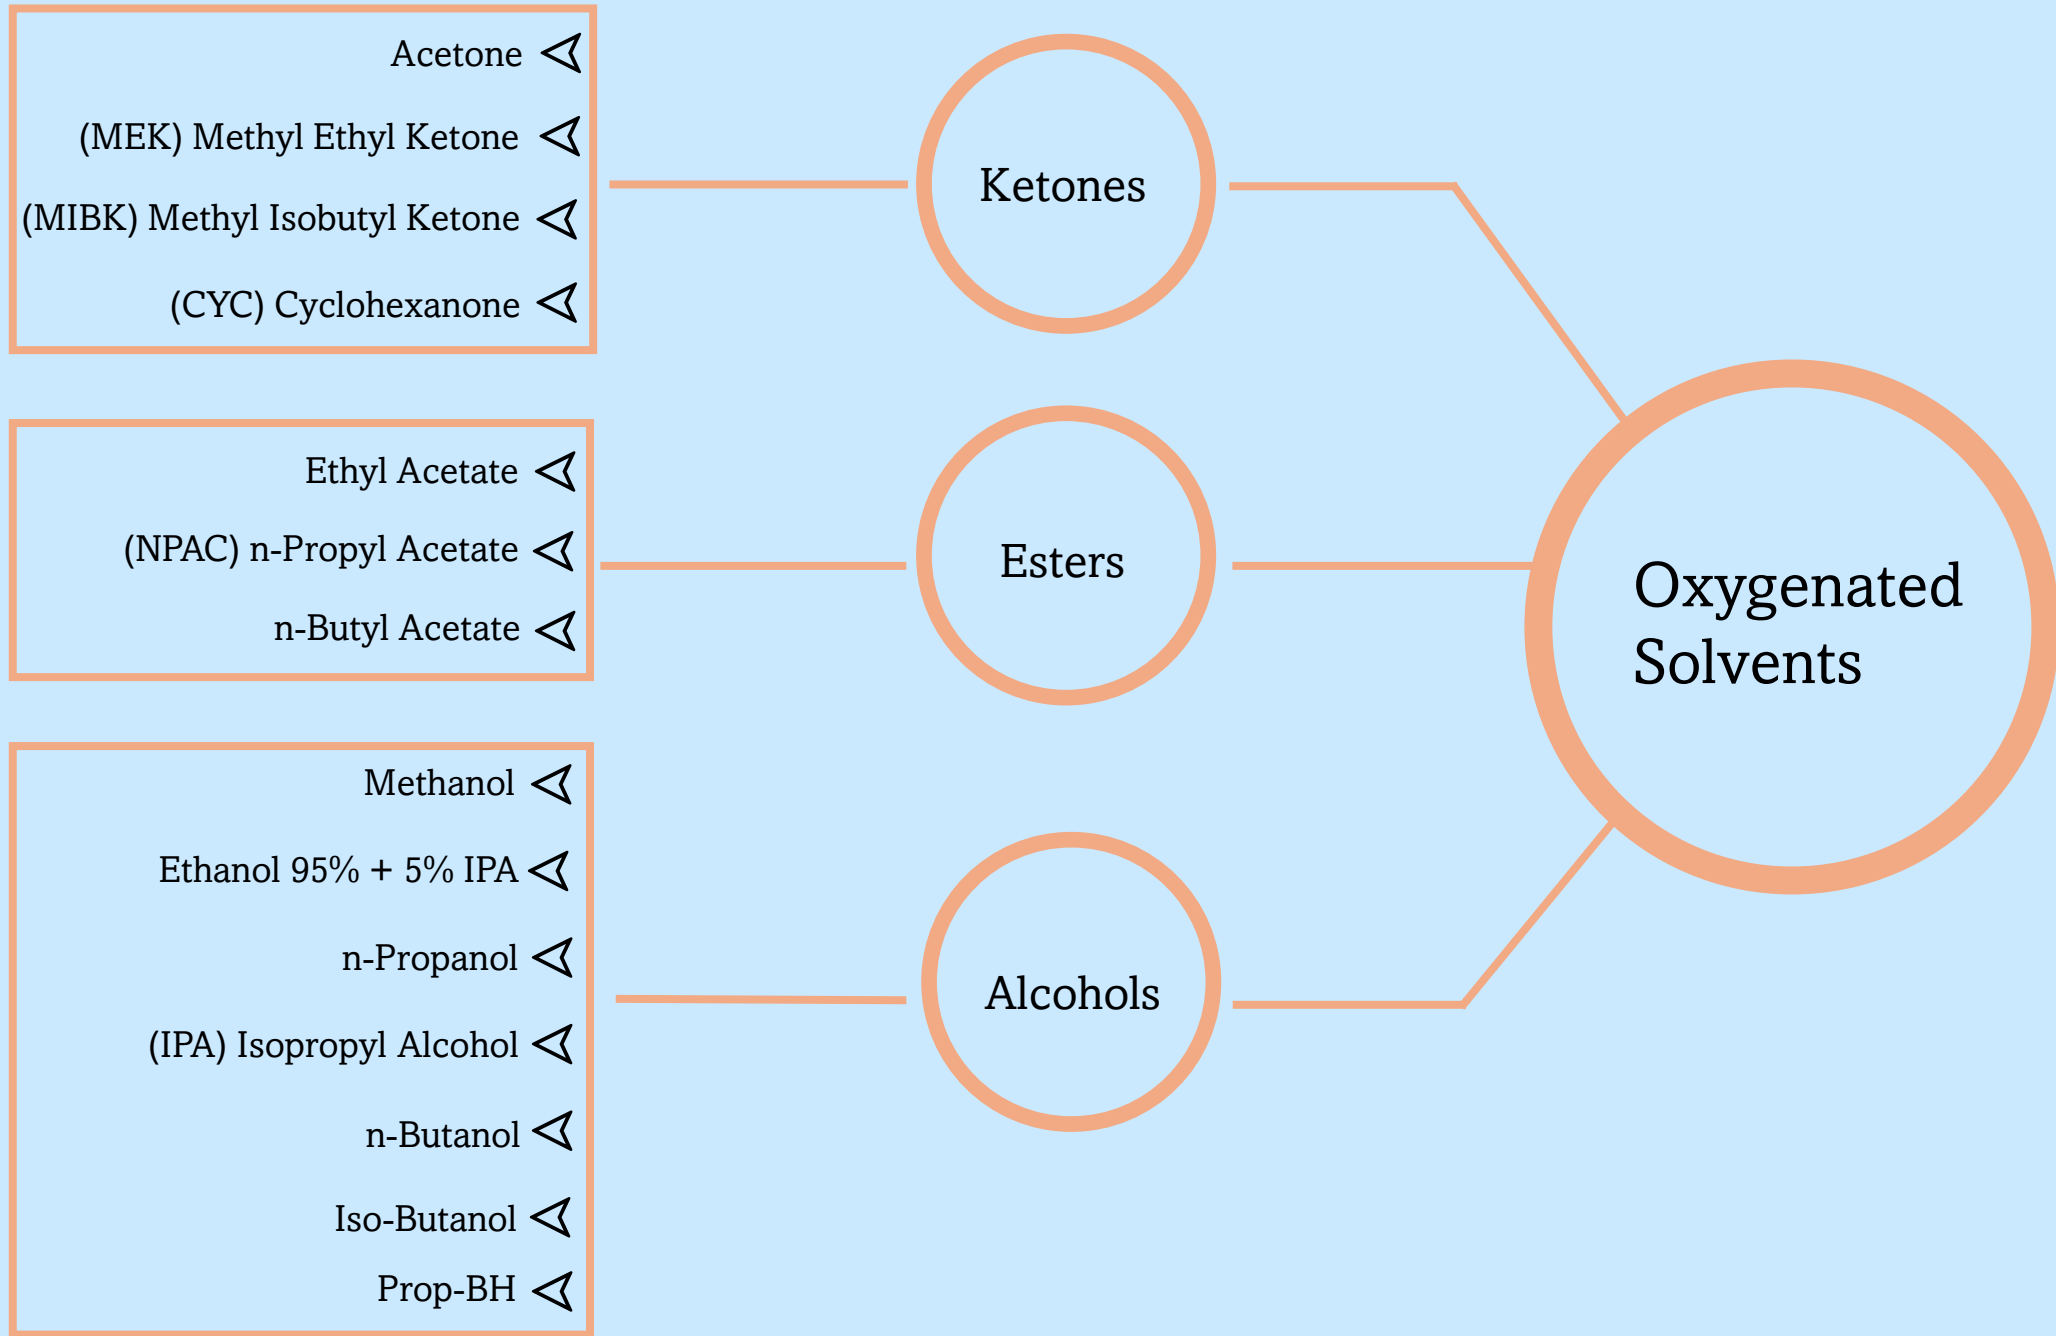 Acetone
(MEK) Methyl Ethyl Ketone
(MIBK) Methyl Isobutyl Ketone
(CYC) Cyclohexanone
Ketones
Ethyl Acetate
(NPAC) n-Propyl Acetate
n-Butyl Acetate
Esters
Oxygenated
Solvents
Methanol
Ethanol 95% + 5% IPA
n-Propanol
(IPA) Isopropyl Alcohol
n-Butanol
Iso-Butanol
Prop-BH
Alcohols